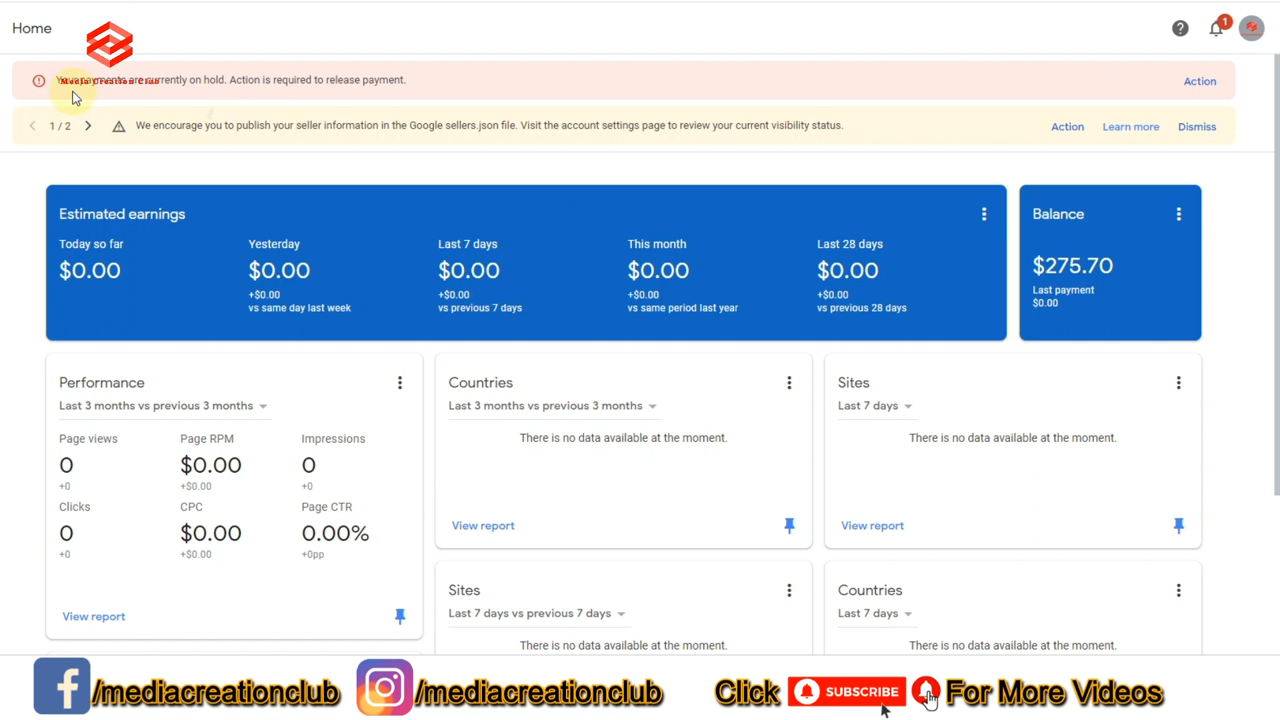 Home
1
Media Creation Club
Your payments are currently on hold. Action is required to release payment.
Action
1 / 2
We encourage you to publish your seller information in the Google sellers.json file. Visit the account settings page to review your current visibility status.
Action Learn more Dismiss
Estimated earnings
Today so far
$0.00
Yesterday
$0.00
+$0.00
vs same day last week
Last 7 days
$0.00
+$0.00
vs previous 7 days
This month
$0.00
+$0.00
vs same period last year
Last 28 days
$0.00
+$0.00
vs previous 28 days
Balance
$275.70
Last payment
$0.00
Performance
Last 3 months vs previous 3 months
Page views
0
+0
Page RPM
$0.00
+$0.00
Impressions
0
+0
Clicks
0
+0
CPC
$0.00
+$0.00
Page CTR
0.00%
+0pp
View report
Countries
Last 3 months vs previous 3 months
There is no data available at the moment.
View report
Sites
Last 7 days
There is no data available at the moment.
View report
Sites
Last 7 days vs previous 7 days
There is no data available at the moment.
Countries
Last 7 days
There is no data available at the moment.
/mediacreationclub
/mediacreationclub
Click SUBSCRIBE For More Videos